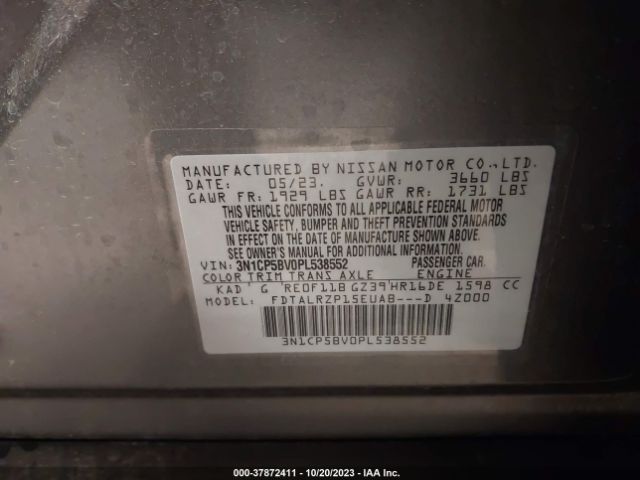 MANUFACTURED BY NISSAN MOTOR CO.,LTD.
DATE: 05/23. GVWR: 3660 LBS
GAWR FR: 1929 LBS GAWR RR: 1731 LBS
THIS VEHICLE CONFORMS TO ALL APPLICABLE FEDERAL MOTOR
VEHICLE SAFETY, BUMPER AND THEFT PREVENTION STANDARDS
IN EFFECT ON THE DATE OF MANUFACTURE SHOWN ABOVE.
SEE OWNER'S MANUAL FOR ADDITIONAL INFORMATION.
VIN: 3N1CP5BV0PL538552 PASSENGER CAR.
COLOR TRIM TRANS AXLE ENGINE
KAD G RE0F11B GZ39 HR16DE 1598 CC
MODEL: FDTALRZP15EUAB---D 4Z000
3N1CP5BV0PL538552
000-37872411 - 10/20/2023 - IAA Inc.